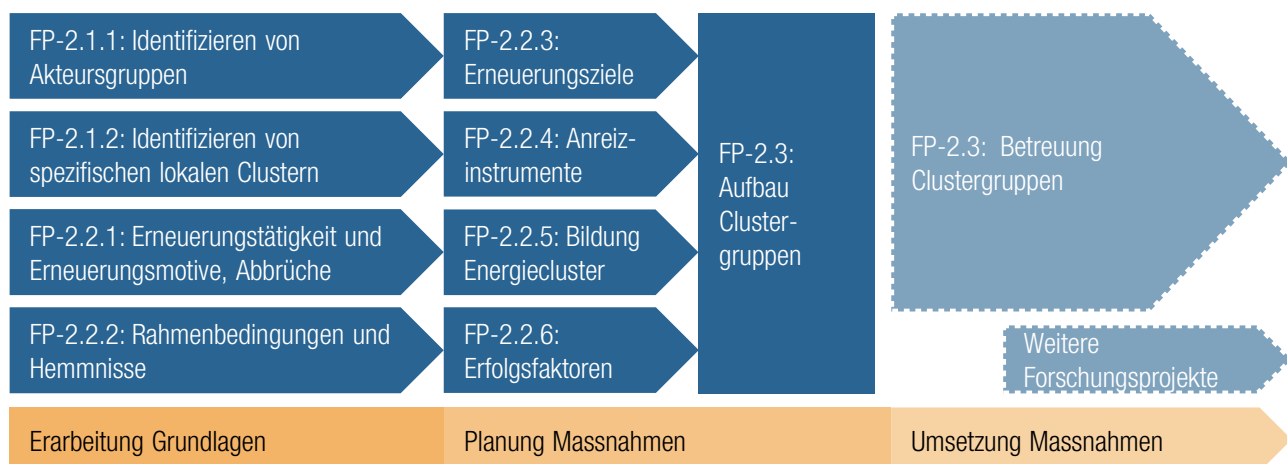 FP-2.1.1: Identifizieren von
Akteursgruppen
FP-2.1.2: Identifizieren von
spezifischen lokalen Clustern
FP-2.2.1: Erneuerungstätigkeit und
Erneuerungsmotive, Abbrüche
FP-2.2.2: Rahmenbedingungen und
Hemmnisse
FP-2.2.3:
Erneuerungsziele
FP-2.2.4: Anreiz-
instrumente
FP-2.2.5: Bildung
Energiecluster
FP-2.2.6:
Erfolgsfaktoren
FP-2.3:
Aufbau
Cluster-
gruppen
FP-2.3: Betreuung
Clustergruppen
Weitere
Forschungsprojekte
Erarbeitung Grundlagen
Planung Massnahmen
Umsetzung Massnahmen